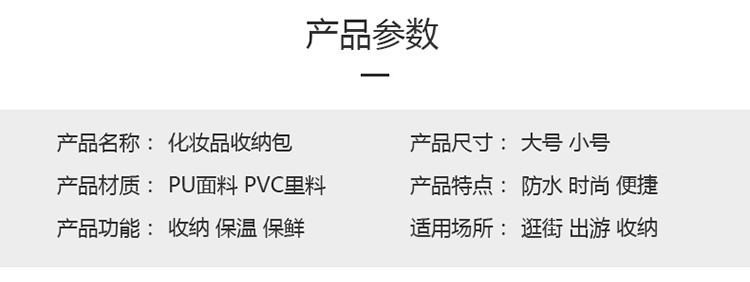 产品参数
产品名称： 化妆品收纳包 产品尺寸： 大号 小号
产品材质： PU面料 PVC里料 产品特点： 防水 时尚 便捷
产品功能： 收纳 保温 保鲜 适用场所： 逛街 出游 收纳